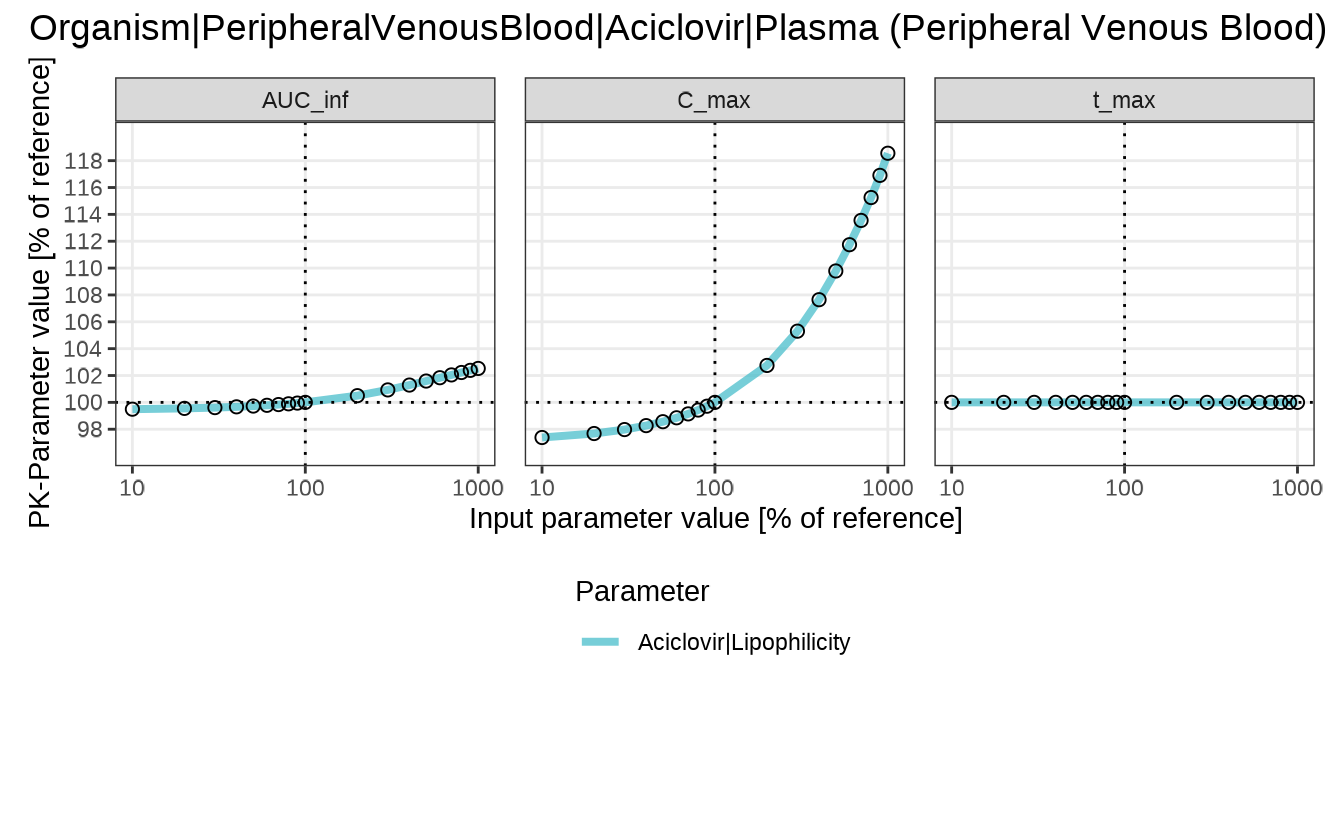 Organism|PeripheralVenousBlood|Aciclovir|Plasma (Peripheral Venous Blood)
PK-Parameter value [% of reference]
AUC_inf
C_max
t_max
118
116
114
112
110
108
106
104
102
100
98
10 100 1000
10 100 1000
10 100 1000
Input parameter value [% of reference]
Parameter
Aciclovir|Lipophilicity